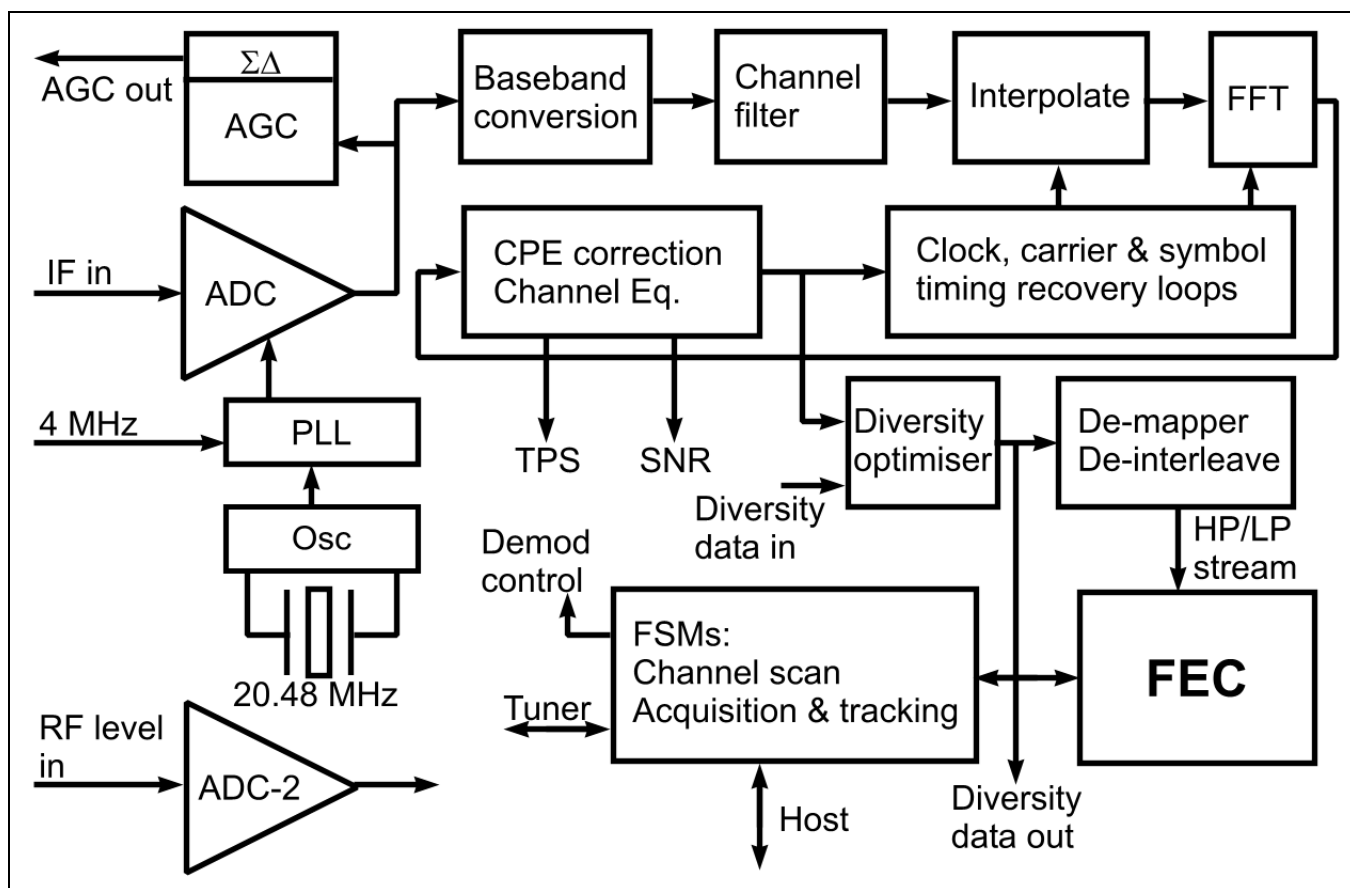 AGC out
ΣΔ
AGC
Baseband
conversion
Channel
filter
Interpolate
FFT
IF in
ADC
CPE correction
Channel Eq.
Clock, carrier & symbol
timing recovery loops
4 MHz
PLL
TPS
SNR
Diversity
optimiser
De-mapper
De-interleave
Diversity
data in
Osc
20.48 MHz
Demod
control
HP/LP
stream
FSMs:
Channel scan
Acquisition & tracking
FEC
Tuner
RF level
in
ADC-2
Host
Diversity
data out